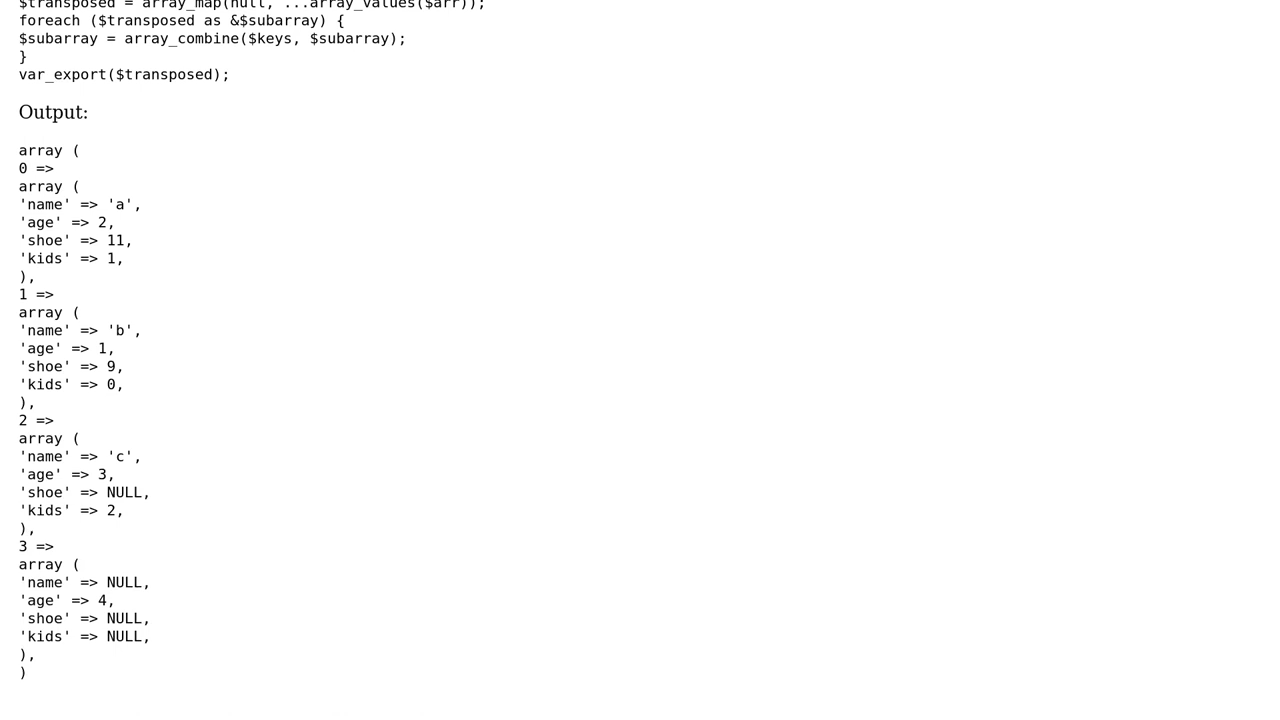 $transposed = array_map(null, ...array_values($arr));
foreach ($transposed as &$subarray) {
$subarray = array_combine($keys, $subarray);
}
var_export($transposed);
Output:
array (
0 =>
array (
'name' => 'a',
'age' => 2,
'shoe' => 11,
'kids' => 1,
),
1 =>
array (
'name' => 'b',
'age' => 1,
'shoe' => 9,
'kids' => 0,
),
2 =>
array (
'name' => 'c',
'age' => 3,
'shoe' => NULL,
'kids' => 2,
),
3 =>
array (
'name' => NULL,
'age' => 4,
'shoe' => NULL,
'kids' => NULL,
),
)